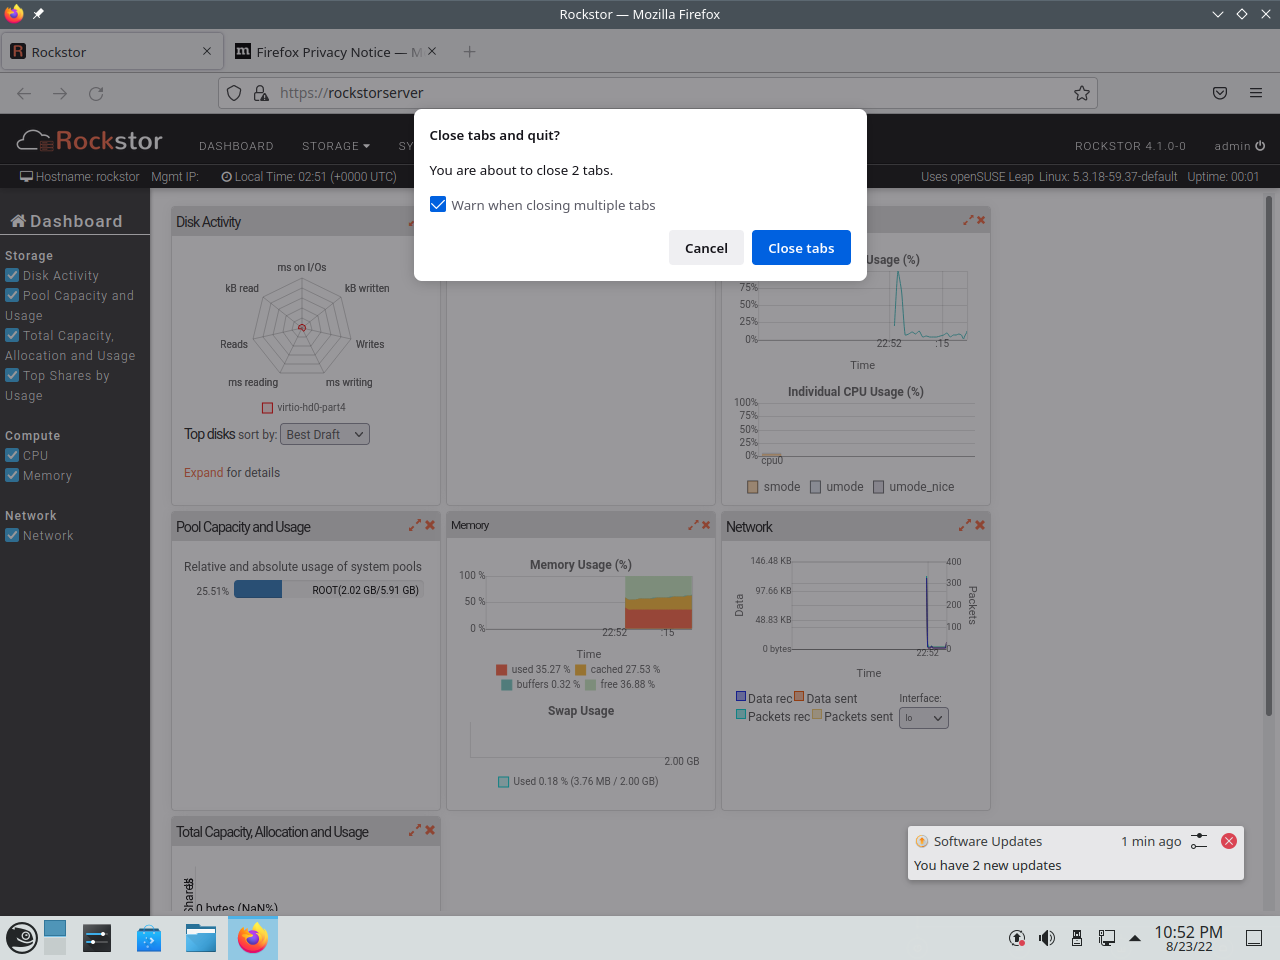 Rockstor — Mozilla Firefox
Rockstor
Firefox Privacy Notice — M
https://rockstorserver
Close tabs and quit?
You are about to close 2 tabs.
Warn when closing multiple tabs
Cancel
Close tabs
Rockstor
DASHBOARD
STORAGE
SY
ROCKSTOR 4.1.0-0
admin
Hostname: rockstor
Mgmt IP:
Local Time: 02:51 (+0000 UTC)
Uses openSUSE Leap
Linux: 5.3.18-59.37-default
Uptime: 00:01
Dashboard
Storage
Disk Activity
Pool Capacity and
Usage
Total Capacity,
Allocation and Usage
Top Shares by
Usage
Compute
CPU
Memory
Network
Network
Disk Activity
ms on I/Os
kB read
kB written
Reads
Writes
ms reading
ms writing
virtio-hd0-part4
Top disks sort by:
Best Draft
Expand for details
Usage (%)
75%
50%
25%
0%
22:52
:15
Time
Individual CPU Usage (%)
100%
75%
50%
25%
0%
cpu0
smode
umode
umode_nice
Pool Capacity and Usage
Relative and absolute usage of system pools
25.51%
ROOT(2.02 GB/5.91 GB)
Memory
Memory Usage (%)
100 %
50 %
0 %
22:52
:15
Time
used 35.27 %
cached 27.53 %
buffers 0.32 %
free 36.88 %
Swap Usage
2.00 GB
Used 0.18 % (3.76 MB / 2.00 GB)
Network
146.48 KB
97.66 KB
48.83 KB
0 bytes
Data
400
300
200
100
0
Packets
22:52
Time
Data rec
Data sent
Packets rec
Packets sent
Interface:
lo
Total Capacity, Allocation and Usage
0 bytes (NaN%)
Software Updates
1 min ago
You have 2 new updates
10:52 PM
8/23/22